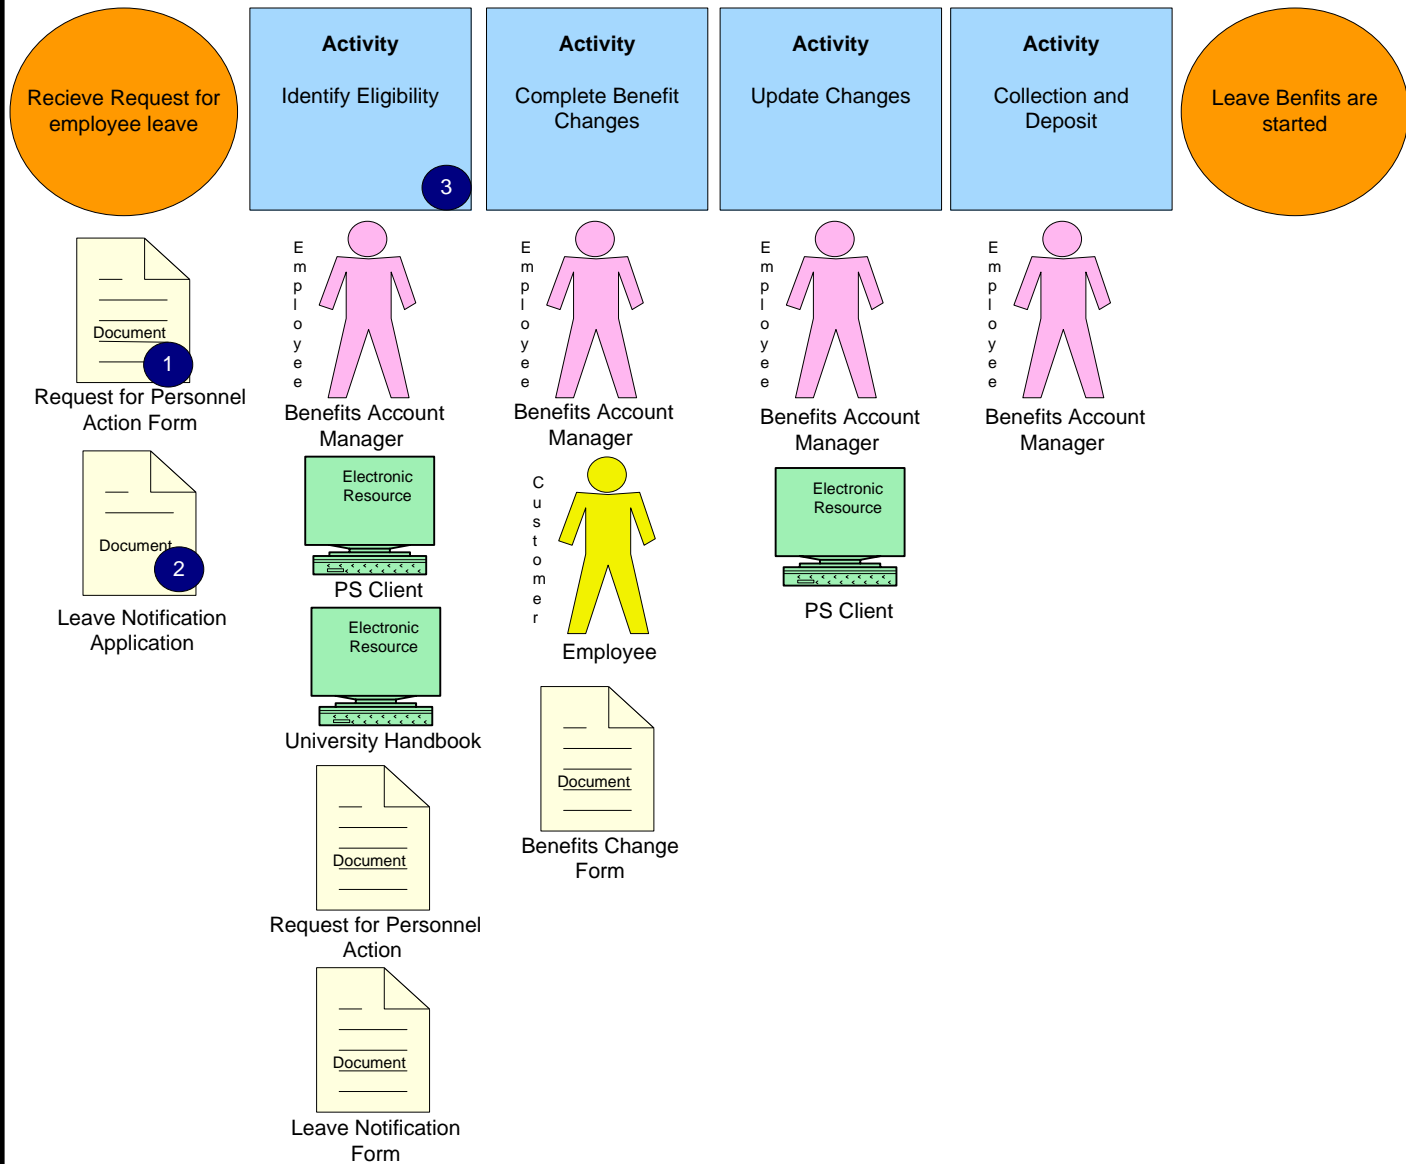 Recieve Request for
employee leave
Activity
Identify Eligibility
3
Activity
Complete Benefit
Changes
Activity
Update Changes
Activity
Collection and
Deposit
Leave Benfits are
started
Document
1
Request for Personnel
Action Form
Document
2
Leave Notification
Application
Employee
Benefits Account
Manager
Electronic
Resource
PS Client
Electronic
Resource
University Handbook
Document
Request for Personnel
Action
Document
Leave Notification
Form
Employee
Benefits Account
Manager
Customer
Employee
Document
Benefits Change
Form
Employee
Benefits Account
Manager
Electronic
Resource
PS Client
Employee
Benefits Account
Manager